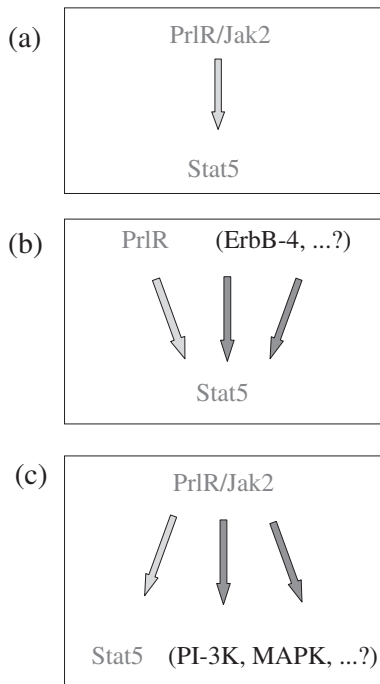 (a)
PrlR/Jak2
Stat5
(b)
PrlR (ErbB-4, ...?)
Stat5
(c)
PrlR/Jak2
Stat5 (PI-3K, MAPK, ...?)